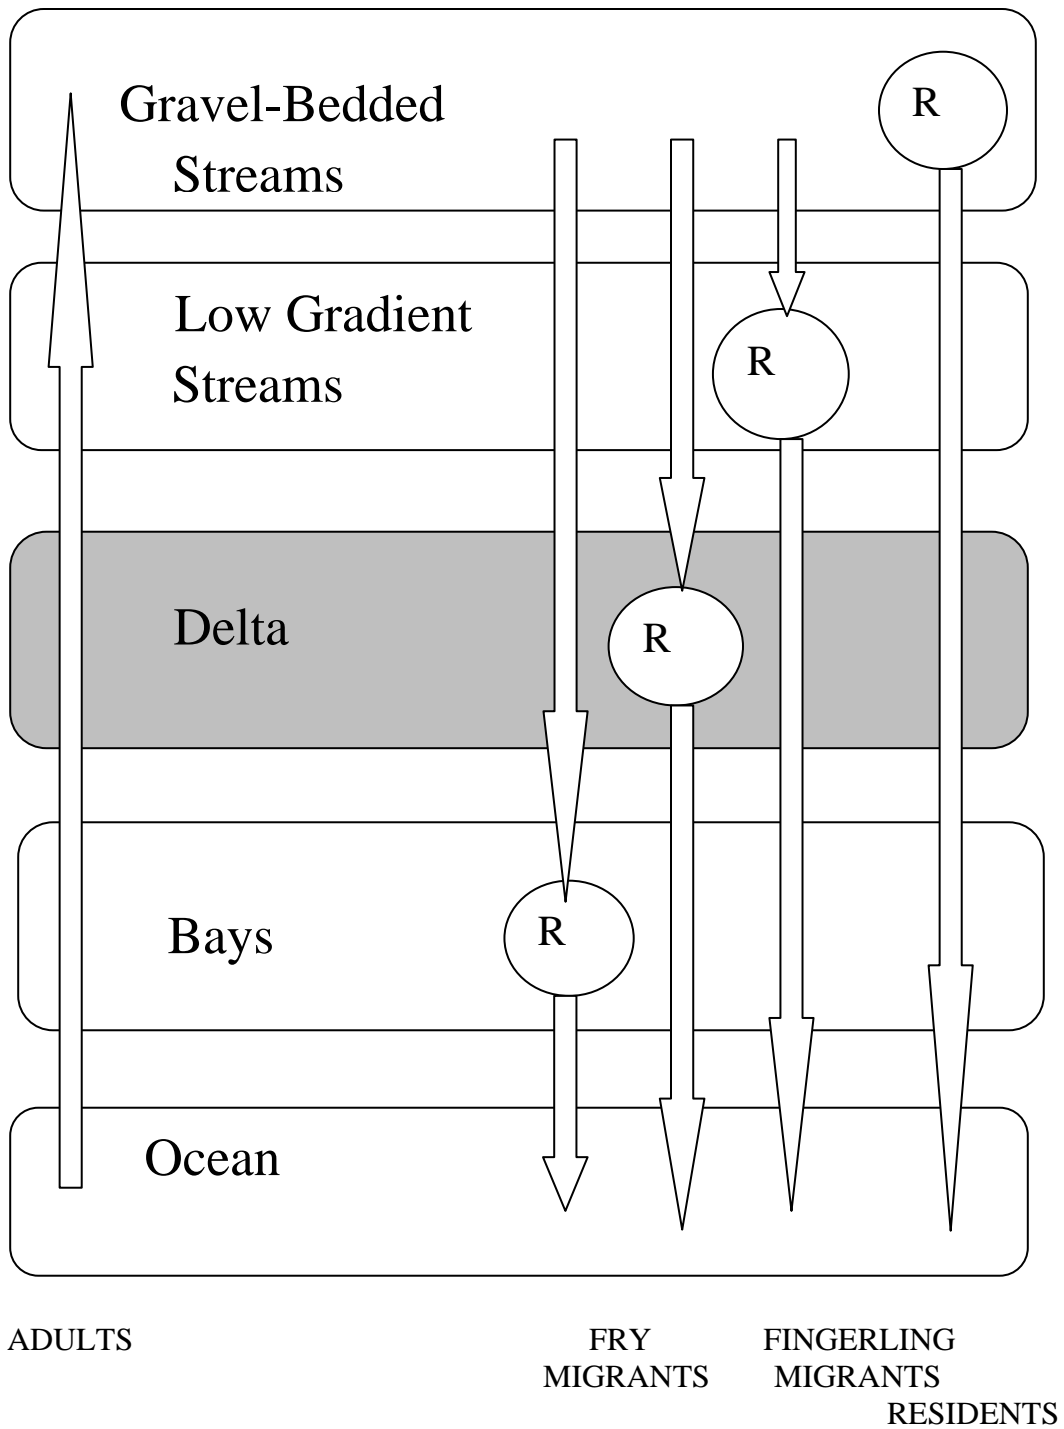 R
Gravel-Bedded
Streams
Low Gradient
Streams
R
Delta
R
Bays
R
Ocean
ADULTS
FRY
MIGRANTS
FINGERLING
MIGRANTS
RESIDENTS